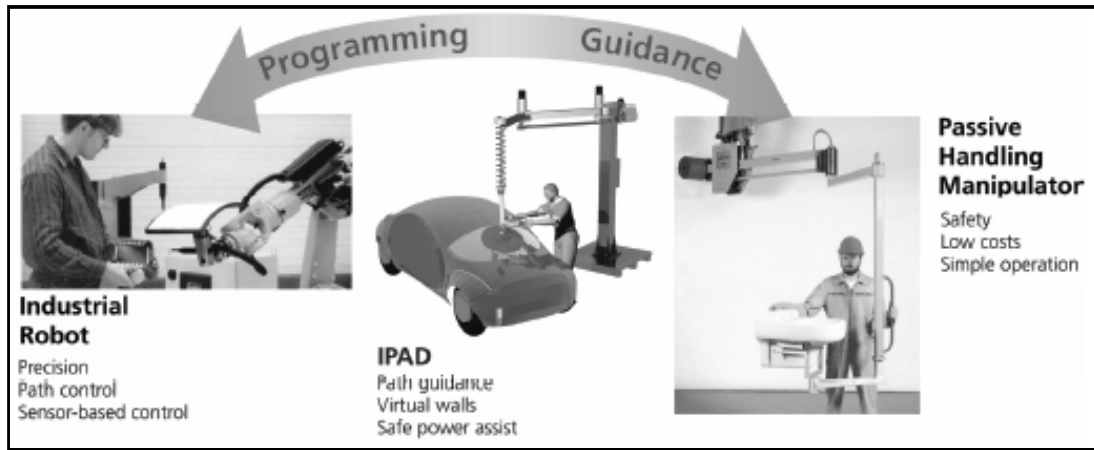 Programming Guidance
Industrial
Robot
Precision
Path control
Sensor-based control
IPAD
Path guidance
Virtual walls
Safe power assist
Passive
Handling
Manipulator
Safety
Low costs
Simple operation